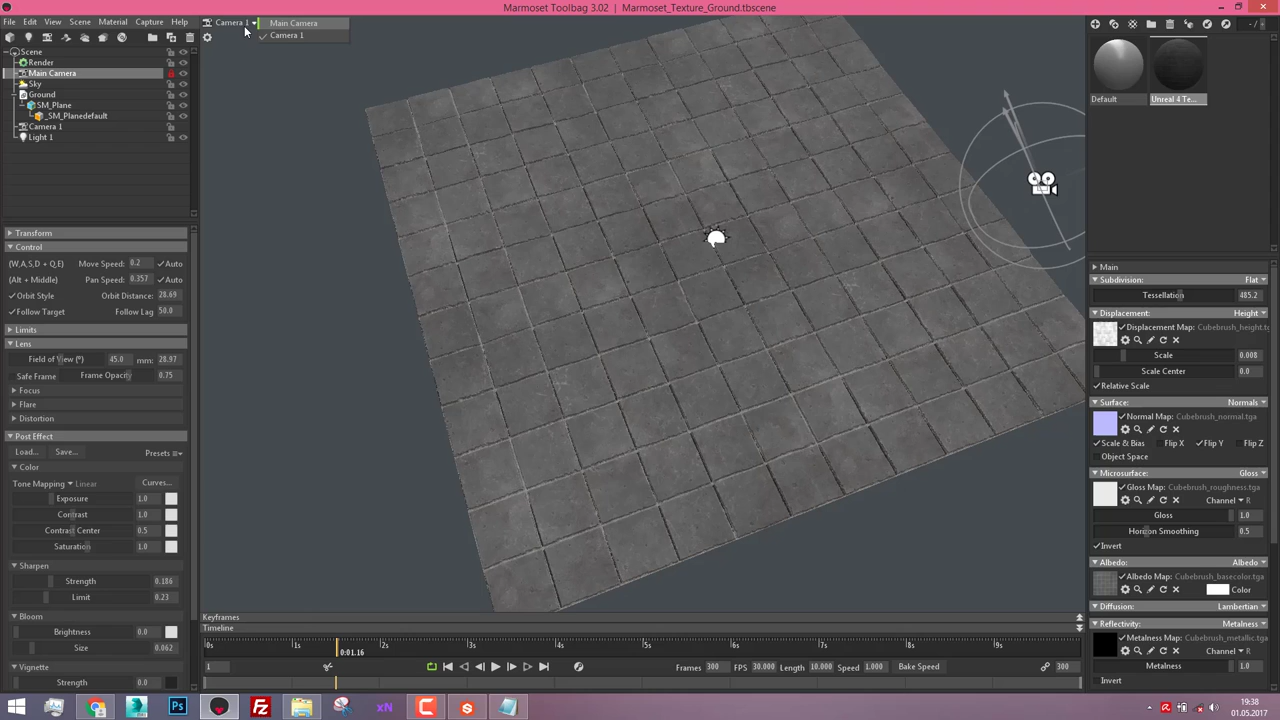 Marmoset Toolbag 3.02 | Marmoset_Texture_Ground.tbscene
File Edit View Scene Material Capture Help
Camera 1
Main Camera
Camera 1
Scene
Render
Main Camera
Sky
Ground
SM_Plane
_SM_Planedefault
Camera 1
Light 1
Transform
Control
(W,A,S,D + Q,E) Move Speed: 0.2 Auto
(Alt + Middle) Pan Speed: 0.357 Auto
Orbit Style Orbit Distance: 28.69
Follow Target Follow Lag 50.0
Limits
Lens
Field of View (°) 45.0 mm: 28.97
Safe Frame Frame Opacity 0.75
Focus
Flare
Distortion
Post Effect
Load... Save... Presets
Color
Tone Mapping Linear Curves...
Exposure 1.0
Contrast 1.0
Contrast Center 0.5
Saturation 1.0
Sharpen
Strength 0.186
Limit 0.23
Bloom
Brightness 0.0
Size 0.062
Vignette
Strength 0.0
Keyframes
Timeline
0s 1s 2s 3s 4s 5s 6s 7s 8s 9s
0:01.16
1 Frames 300 FPS 30.000 Length 10.000 Speed 1.000 Bake Speed 300
- / -
Default Unreal 4 Te...
Main
Subdivision: Flat
Tessellation 485.2
Displacement: Height
Displacement Map: Cubebrush_height.tg
Scale 0.008
Scale Center 0.0
Relative Scale
Surface: Normals
Normal Map: Cubebrush_normal.tga
Scale & Bias Flip X Flip Y Flip Z
Object Space
Microsurface: Gloss
Gloss Map: Cubebrush_roughness.tga
Channel R
Gloss 1.0
Horizon Smoothing 0.5
Invert
Albedo: Albedo
Albedo Map: Cubebrush_basecolor.tga
Color
Diffusion: Lambertian
Reflectivity: Metalness
Metalness Map: Cubebrush_metallic.tga
Channel R
Metalness 1.0
Invert
Ps Fz xN C S
19:38
01.05.2017